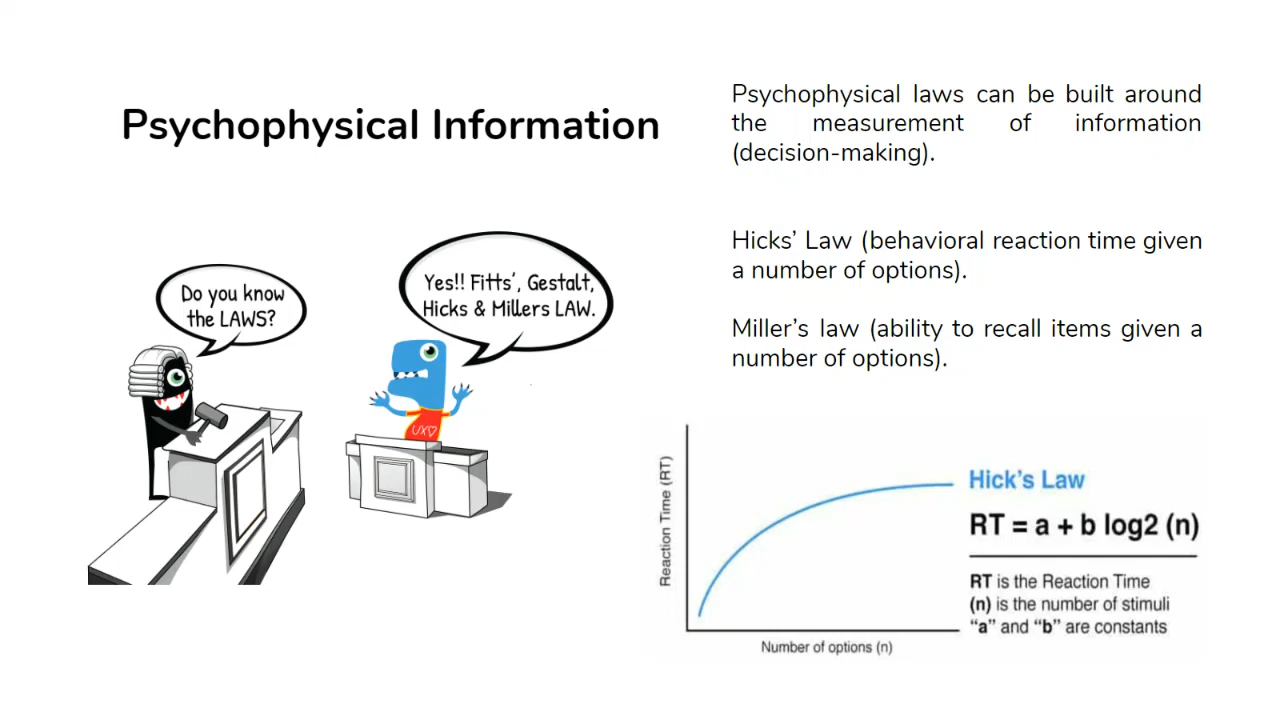 Psychophysical Information
Psychophysical laws can be built around
the measurement of information
(decision-making).
Hicks’ Law (behavioral reaction time given
a number of options).
Miller’s law (ability to recall items given a
number of options).
Do you know
the LAWS?
Yes!! Fitts', Gestalt,
Hicks & Millers LAW.
UX♡
Reaction Time (RT)
Number of options (n)
Hick's Law
RT = a + b log2 (n)
RT is the Reaction Time
(n) is the number of stimuli
“a” and “b” are constants